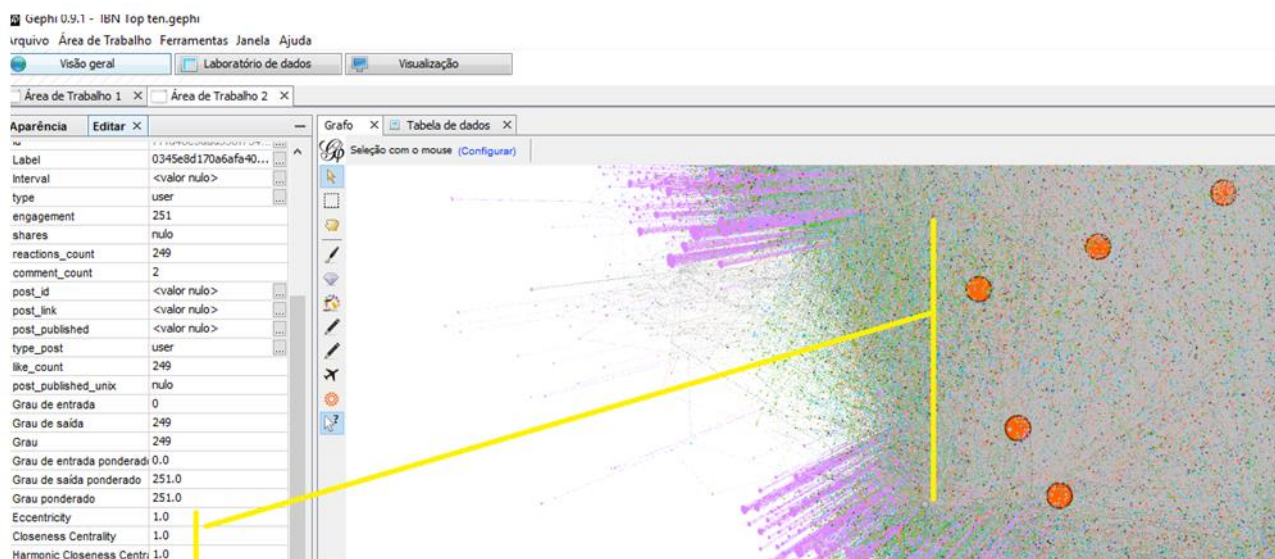 Gephi 0.9.1 - IBN Top ten.gephi
Arquivo Área de Trabalho Ferramentas Janela Ajuda
Visão geral Laboratório de dados Visualização
Área de Trabalho 1 X Área de Trabalho 2 X
Aparência Editar X
Grafo X Tabela de dados X
Seleção com o mouse (Configurar)
Label 0345e8d170a6afa40... ...
Interval <valor nulo> ...
type user ...
engagement 251
shares nulo
reactions_count 249
comment_count 2
post_id <valor nulo> ...
post_link <valor nulo> ...
post_published <valor nulo> ...
type_post user ...
like_count 249
post_published_unix nulo
Grau de entrada 0
Grau de saída 249
Grau 249
Grau de entrada ponderad 0.0
Grau de saída ponderado 251.0
Grau ponderado 251.0
Eccentricity 1.0
Closeness Centrality 1.0
Harmonic Closeness Centr 1.0